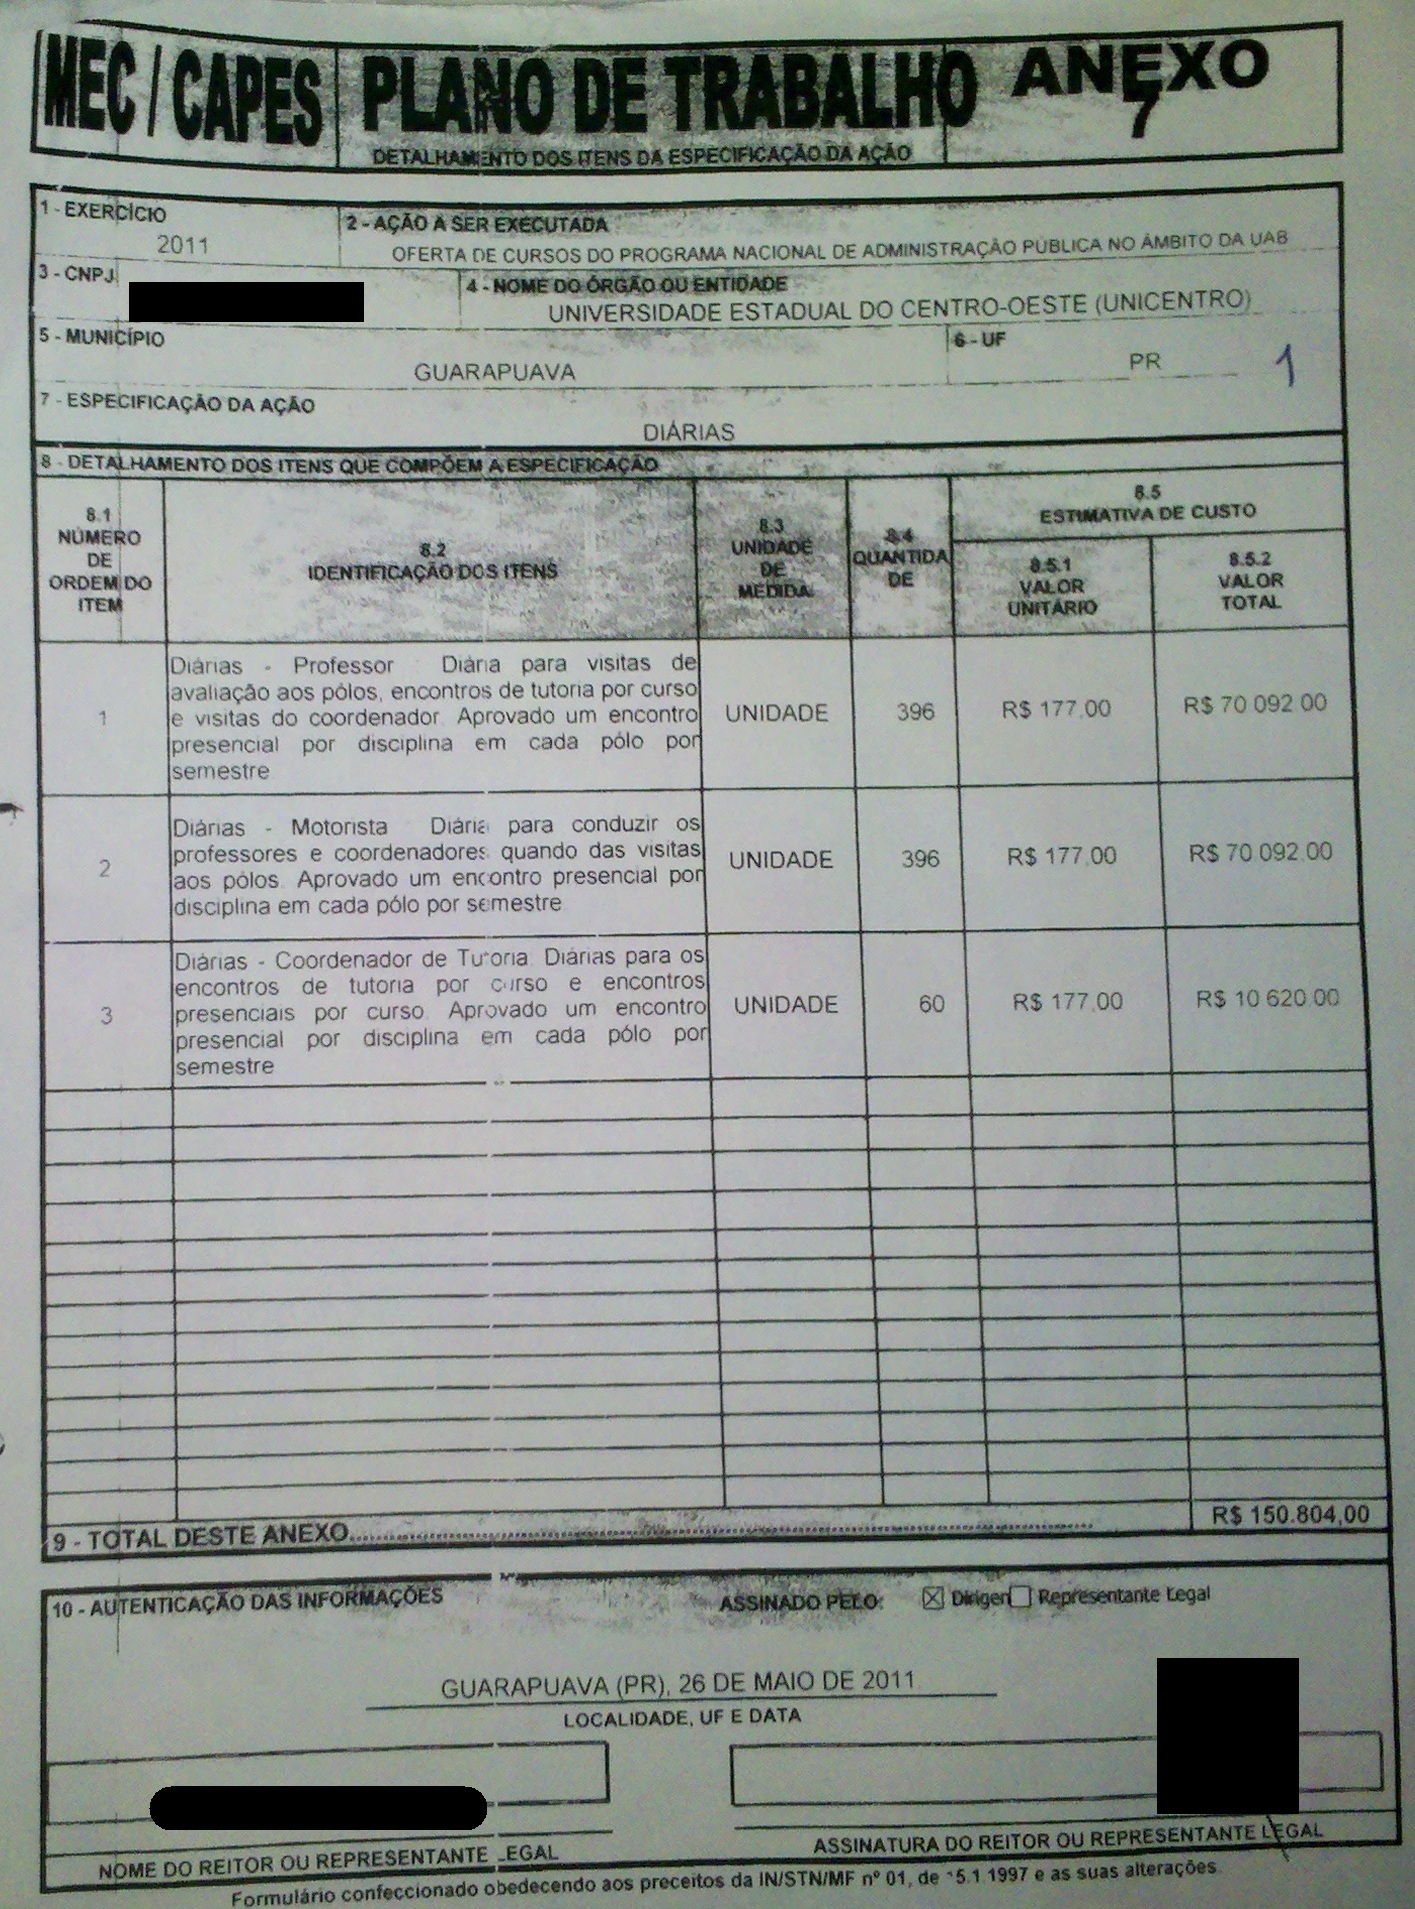 MEC / CAPES
PLANO DE TRABALHO
DETALHAMENTO DOS ITENS DA ESPECIFICAÇÃO DA AÇÃO
ANEXO
7
1 - EXERCÍCIO
2011
2 - AÇÃO A SER EXECUTADA
OFERTA DE CURSOS DO PROGRAMA NACIONAL DE ADMINISTRAÇÃO PÚBLICA NO ÂMBITO DA UAB
3 - CNPJ
4 - NOME DO ÓRGÃO OU ENTIDADE
UNIVERSIDADE ESTADUAL DO CENTRO-OESTE (UNICENTRO)
5 - MUNICÍPIO
GUARAPUAVA
6 - UF
PR
1
7 - ESPECIFICAÇÃO DA AÇÃO
DIÁRIAS
8 - DETALHAMENTO DOS ITENS QUE COMPÕEM A ESPECIFICAÇÃO
8.1
NÚMERO
DE
ORDEM DO
ITEM
8.2
IDENTIFICAÇÃO DOS ITENS
8.3
UNIDADE
DE
MEDIDA
8.4
QUANTIDA
DE
8.5
ESTIMATIVA DE CUSTO
8.5.1
VALOR
UNITÁRIO
8.5.2
VALOR
TOTAL
1
Diárias - Professor Diária para visitas de
avaliação aos pólos, encontros de tutoria por curso
e visitas do coordenador. Aprovado um encontro
presencial por disciplina em cada pólo por
semestre
UNIDADE
396
R$ 177,00
R$ 70 092 00
2
Diárias - Motorista Diária para conduzir os
professores e coordenadores quando das visitas
aos pólos. Aprovado um encontro presencial por
disciplina em cada pólo por semestre
UNIDADE
396
R$ 177,00
R$ 70 092,00
3
Diárias - Coordenador de Tutoria. Diárias para os
encontros de tutoria por curso e encontros
presenciais por curso. Aprovado um encontro
presencial por disciplina em cada pólo por
semestre
UNIDADE
60
R$ 177,00
R$ 10 620,00
9 - TOTAL DESTE ANEXO
R$ 150.804,00
10 - AUTENTICAÇÃO DAS INFORMAÇÕES
ASSINADO PELO:
Dirigen
Representante Legal
GUARAPUAVA (PR), 26 DE MAIO DE 2011
LOCALIDADE, UF E DATA
NOME DO REITOR OU REPRESENTANTE LEGAL
ASSINATURA DO REITOR OU REPRESENTANTE LEGAL
Formulário confeccionado obedecendo aos preceitos da IN/STN/MF nº 01, de 15.1.1997 e as suas alterações.